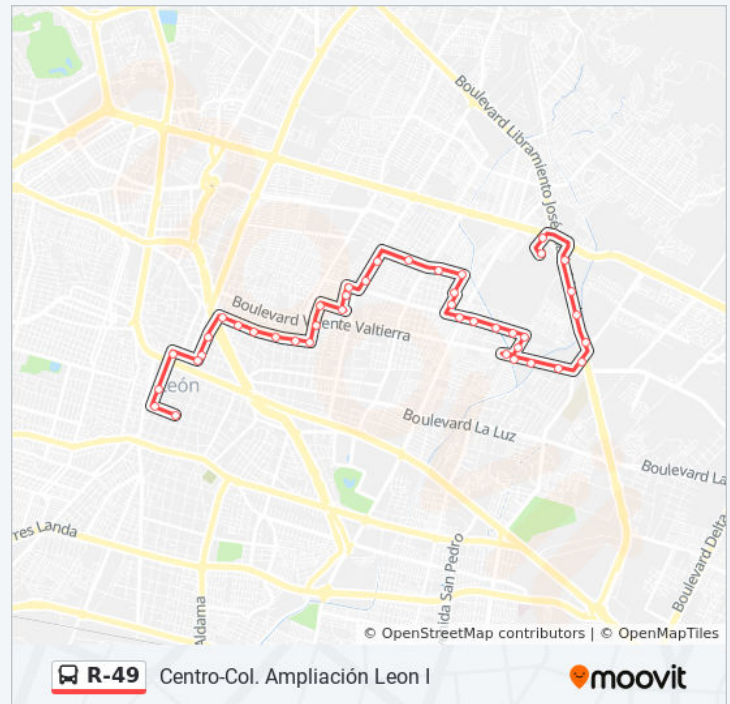 Boulevard Libramiento José
Boulevard Vicente Valtierra
León
Boulevard La Luz
Boulevard La
rres Landa
Boulevard Delta
ida San Pedro
Aldama
© OpenStreetMap contributors | © OpenMapTiles
R-49
Centro-Col. Ampliación Leon I
moovit